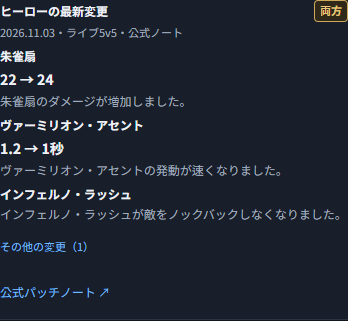 ヒーローの最新変更
両方
2026.11.03・ライブ5v5・公式ノート
朱雀扇
22 → 24
朱雀扇のダメージが増加しました。
ヴァーミリオン・アセント
1.2 → 1秒
ヴァーミリオン・アセントの発動が速くなりました。
インフェルノ・ラッシュ
インフェルノ・ラッシュが敵をノックバックしなくなりました。
その他の変更（1）
公式パッチノート ↗